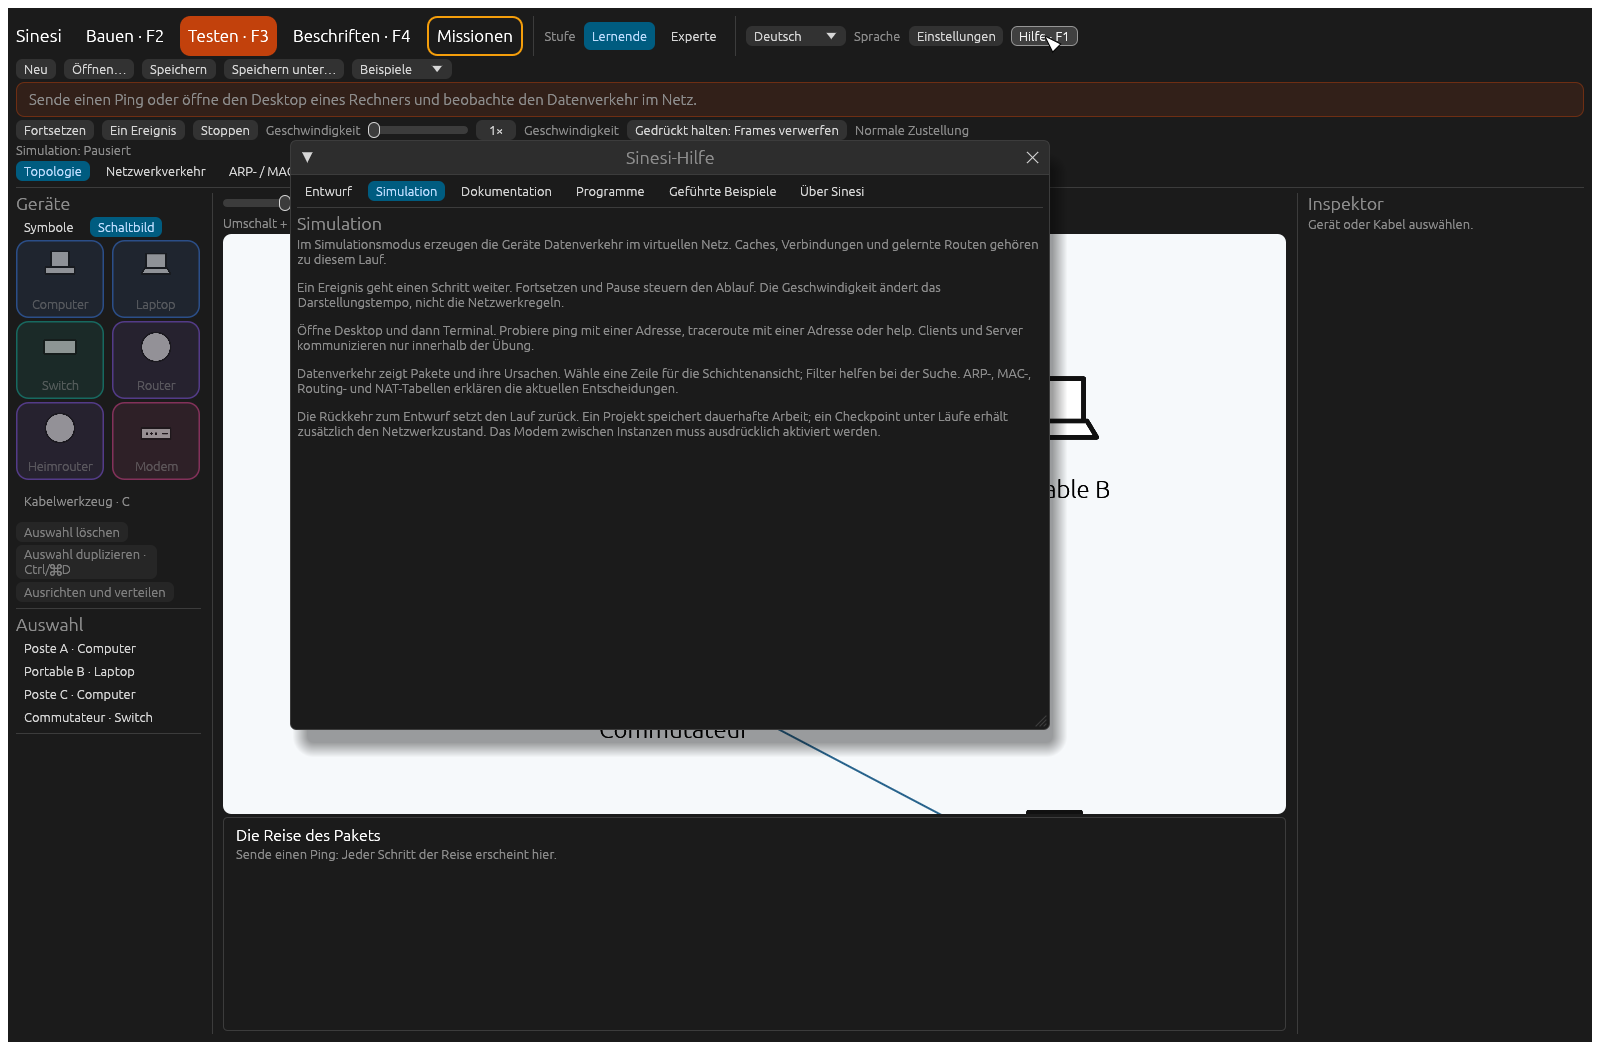 Sinesi Bauen · F2 Testen · F3 Beschriften · F4 Missionen Stufe Lernende Experte Deutsch Sprache Einstellungen Hilfe · F1
Neu Öffnen… Speichern Speichern unter… Beispiele
Sende einen Ping oder öffne den Desktop eines Rechners und beobachte den Datenverkehr im Netz.
Fortsetzen Ein Ereignis Stoppen Geschwindigkeit 1× Geschwindigkeit Gedrückt halten: Frames verwerfen Normale Zustellung
Simulation: Pausiert
Topologie Netzwerkverkehr ARP- / MAC
Sinesi-Hilfe
Entwurf Simulation Dokumentation Programme Geführte Beispiele Über Sinesi
Simulation
Im Simulationsmodus erzeugen die Geräte Datenverkehr im virtuellen Netz. Caches, Verbindungen und gelernte Routen gehören
zu diesem Lauf.
Ein Ereignis geht einen Schritt weiter. Fortsetzen und Pause steuern den Ablauf. Die Geschwindigkeit ändert das
Darstellungstempo, nicht die Netzwerkregeln.
Öffne Desktop und dann Terminal. Probiere ping mit einer Adresse, traceroute mit einer Adresse oder help. Clients und Server
kommunizieren nur innerhalb der Übung.
Datenverkehr zeigt Pakete und ihre Ursachen. Wähle eine Zeile für die Schichtenansicht; Filter helfen bei der Suche. ARP-, MAC-,
Routing- und NAT-Tabellen erklären die aktuellen Entscheidungen.
Die Rückkehr zum Entwurf setzt den Lauf zurück. Ein Projekt speichert dauerhafte Arbeit; ein Checkpoint unter Läufe erhält
zusätzlich den Netzwerkzustand. Das Modem zwischen Instanzen muss ausdrücklich aktiviert werden.
Geräte
Symbole Schaltbild
Computer Laptop
Switch Router
Heimrouter Modem
Kabelwerkzeug · C
Auswahl löschen
Auswahl duplizieren ·
Ctrl/⌘D
Ausrichten und verteilen
Auswahl
Poste A · Computer
Portable B · Laptop
Poste C · Computer
Commutateur · Switch
Umschalt +
able B
Commutateur
Die Reise des Pakets
Sende einen Ping: Jeder Schritt der Reise erscheint hier.
Inspektor
Gerät oder Kabel auswählen.